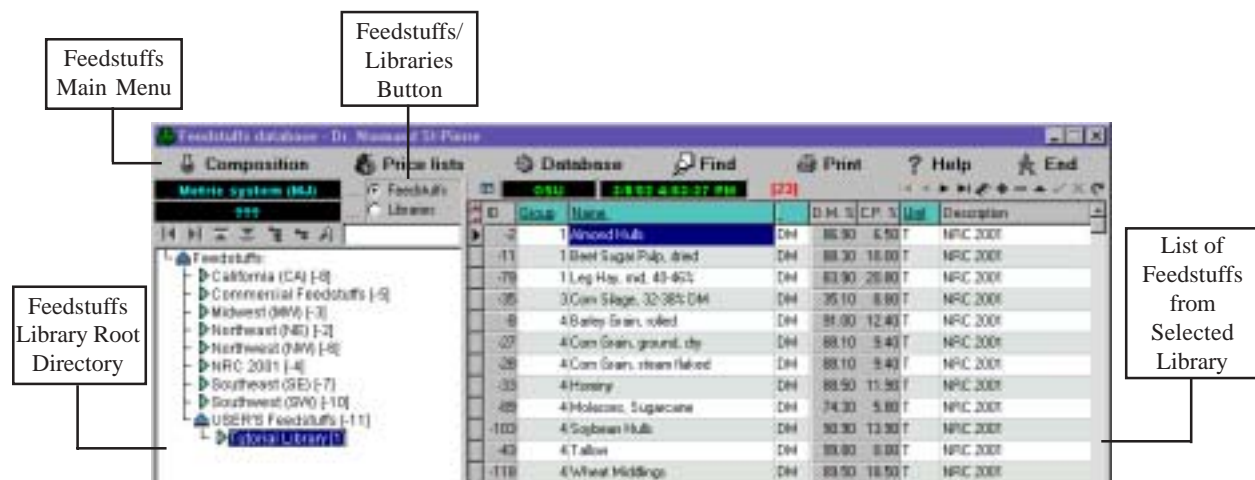 Feedstuffs Main Menu
Feedstuffs/ Libraries Button
Feedstuffs database - Dr. Normand St-Pierre
Composition Price lists Database Find Print ? Help End
Metric system (MJ) Feedstuffs OSU [23]
999 Libraries
ID Group Name D.M. % C.P. % Unit Description
-2 1 Almond Hulls DM 86.90 6.50 T NRC 2001
-11 1 Beet Sugar Pulp, dried DM 88.30 10.00 T NRC 2001
-79 1 Leg Hay, mid, 40-46% DM 83.90 20.80 T NRC 2001
-35 3 Corn Silage, 32-38% DM DM 35.10 8.80 T NRC 2001
4 Barley Grain, rolled DM 91.00 12.40 T NRC 2001
-27 4 Corn Grain, ground, dry DM 88.10 9.40 T NRC 2001
-28 4 Corn Grain, steam flaked DM 88.10 9.40 T NRC 2001
-33 4 Hominy DM 88.50 11.90 T NRC 2001
-89 4 Molasses, Sugarcane DM 74.30 5.80 T NRC 2001
-103 4 Soybean Hulls DM 90.90 13.90 T NRC 2001
-43 4 Tallow DM 99.80 0.00 T NRC 2001
-118 4 Wheat Middlings DM 89.50 18.50 T NRC 2001
Feedstuffs
California (CA) [-8]
Commercial Feedstuffs [-5]
Midwest (MW) [-3]
Northeast (NE) [-2]
Northwest (NW) [-6]
NRC 2001 [-4]
Southeast (SE) [-7]
Southwest (SW) [-10]
USER'S Feedstuffs [-11]
Tutorial Library [1]
Feedstuffs Library Root Directory
List of Feedstuffs from Selected Library